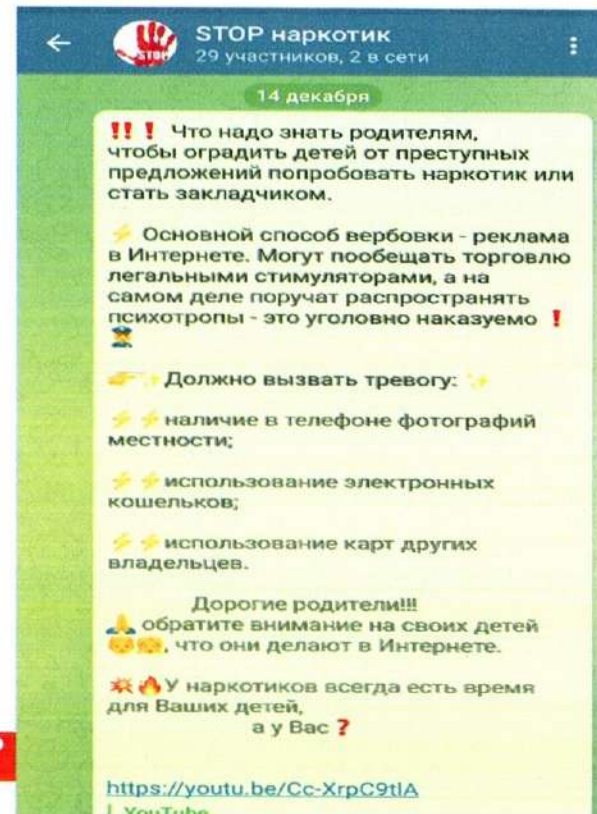 STOP наркотик
29 участников, 2 в сети
STOP
14 декабря
‼️❗ Что надо знать родителям,
чтобы оградить детей от преступных
предложений попробовать наркотик или
стать закладчиком.
⚡ Основной способ вербовки - реклама
в Интернете. Могут пообещать торговлю
легальными стимуляторами, а на
самом деле поручат распространять
психотропы - это уголовно наказуемо ❗
👮
👉✨Должно вызвать тревогу: ✨
⚡⚡наличие в телефоне фотографий
местности;
⚡⚡использование электронных
кошельков;
⚡⚡использование карт других
владельцев.
Дорогие родители!!!
🙏 обратите внимание на своих детей
👶👧, что они делают в Интернете.
💥🔥У наркотиков всегда есть время
для Ваших детей,
а у Вас ❓
https://youtu.be/Cc-XrpC9tlA
YouTube